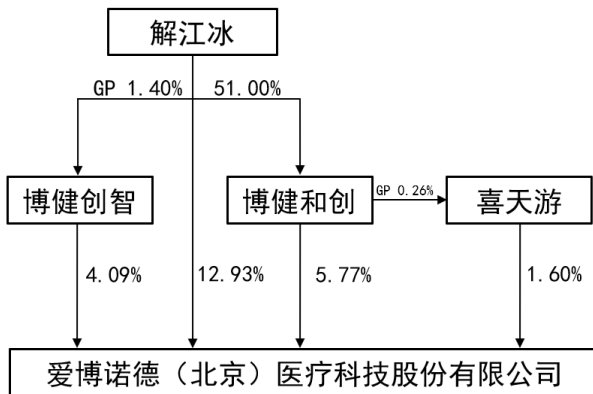 解江冰
GP 1.40%
51.00%
博健创智
博健和创
GP 0.26%
喜天游
4.09%
12.93%
5.77%
1.60%
爱博诺德（北京）医疗科技股份有限公司